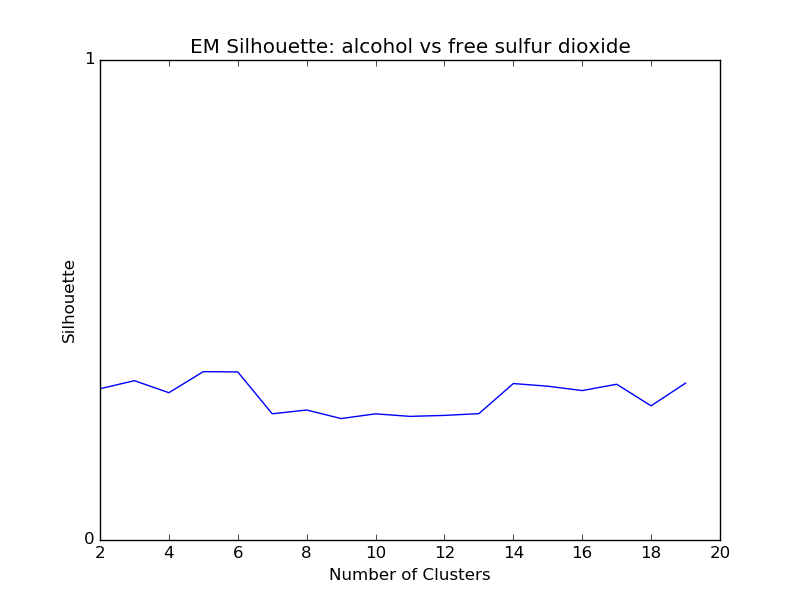 EM Silhouette: alcohol vs free sulfur dioxide
1
Silhouette
0
2 4 6 8 10 12 14 16 18 20
Number of Clusters